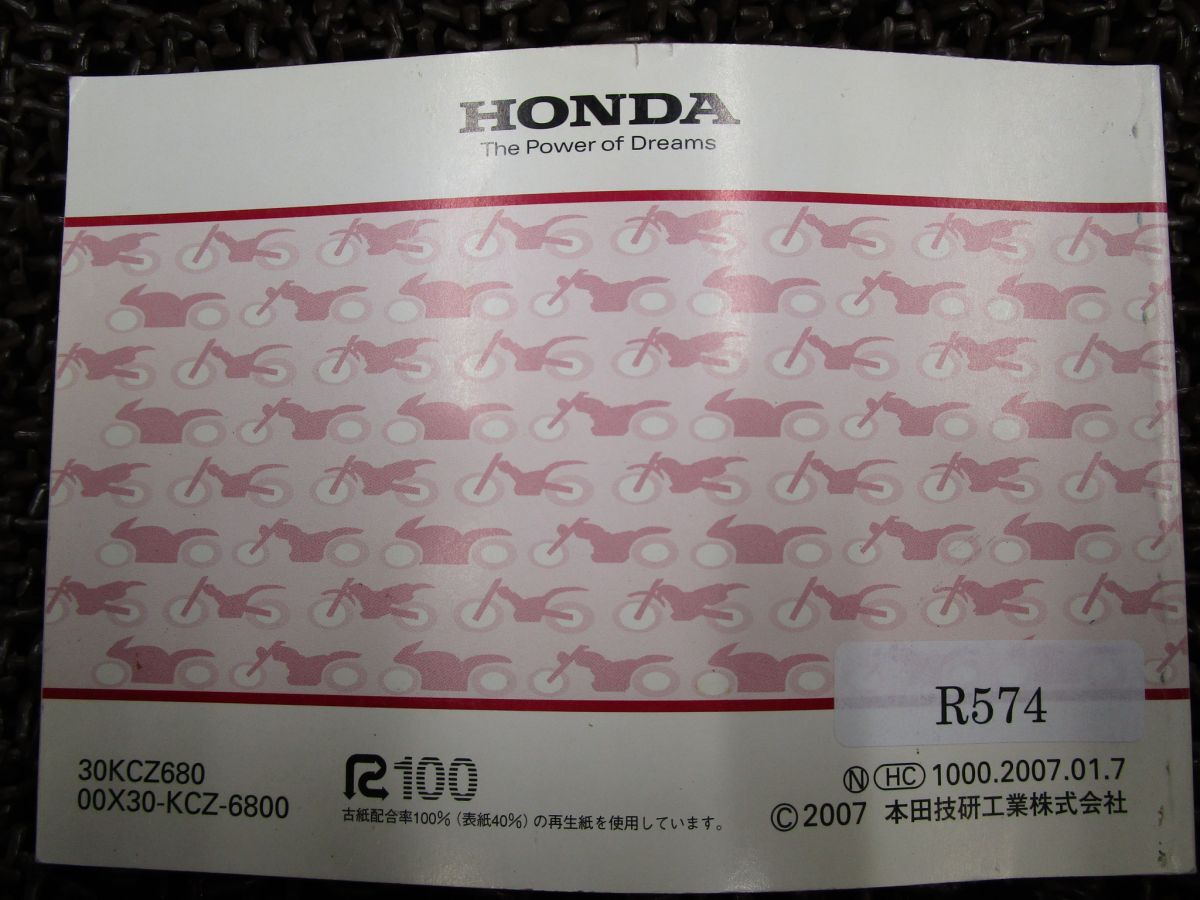 HONDA
The Power of Dreams
R574
30KCZ680
00X30-KCZ-6800
R100
古紙配合率100%(表紙40%)の再生紙を使用しています。
Ⓝ HC 1000.2007.01.7
©2007 本田技研工業株式会社